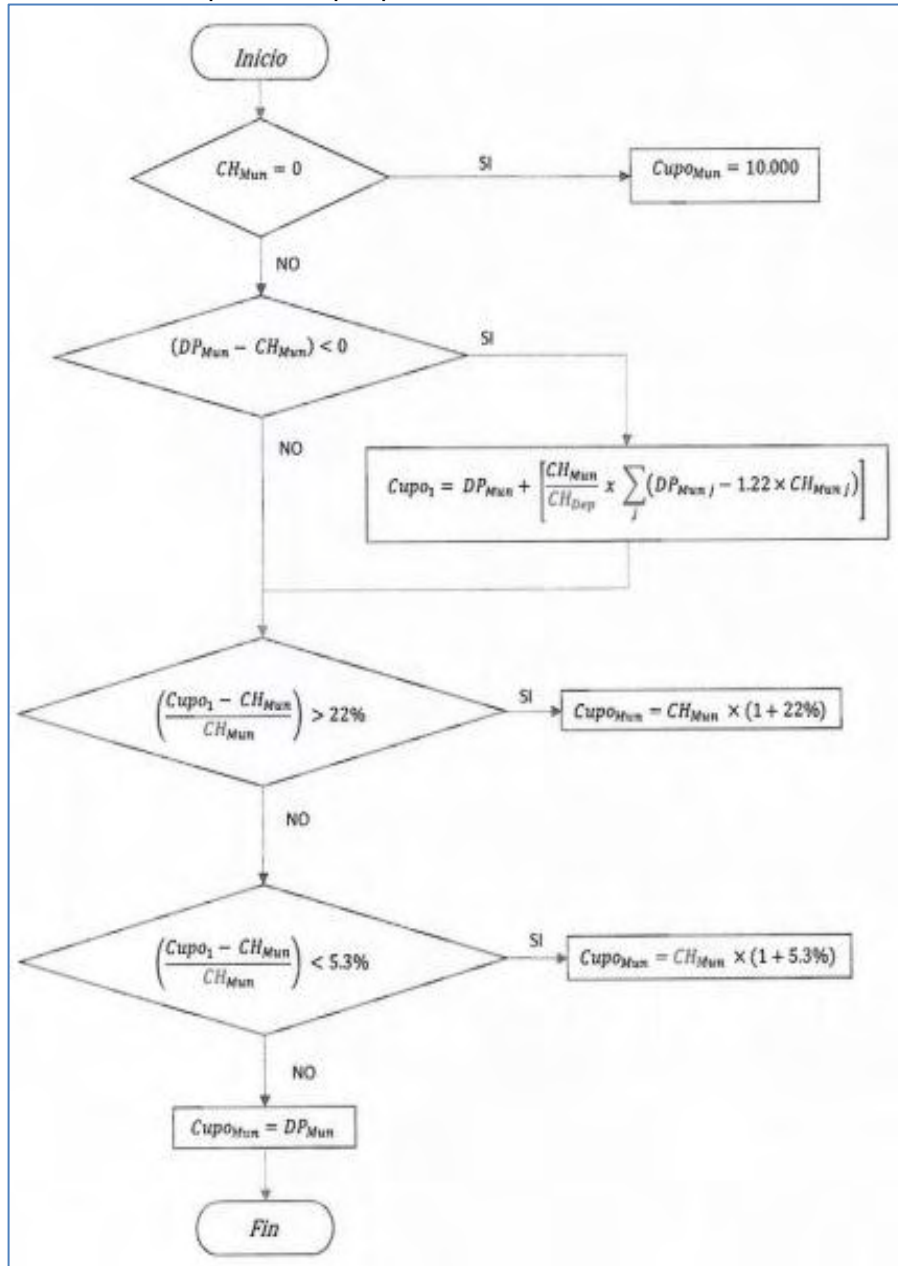 Inicio
CH_Mun = 0
SI
Cupo_Mun = 10.000
NO
(DP_Mun − CH_Mun) < 0
SI
NO
Cupo_1 = DP_Mun + [CH_Mun / CH_Dep x ∑_j (DP_Mun j − 1.22 × CH_Mun j)]
(Cupo_1 − CH_Mun / CH_Mun) > 22%
SI
Cupo_Mun = CH_Mun × (1 + 22%)
NO
(Cupo_1 − CH_Mun / CH_Mun) < 5.3%
SI
Cupo_Mun = CH_Mun × (1 + 5.3%)
NO
Cupo_Mun = DP_Mun
Fin